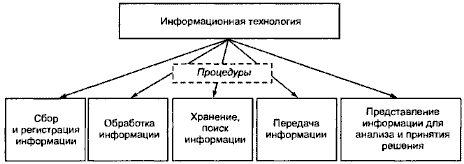 Информационная технология
Процедуры
Сбор
и регистрация
информации
Обработка
информации
Хранение,
поиск
информации
Передача
информации
Представление
информации для
анализа и принятия
решения